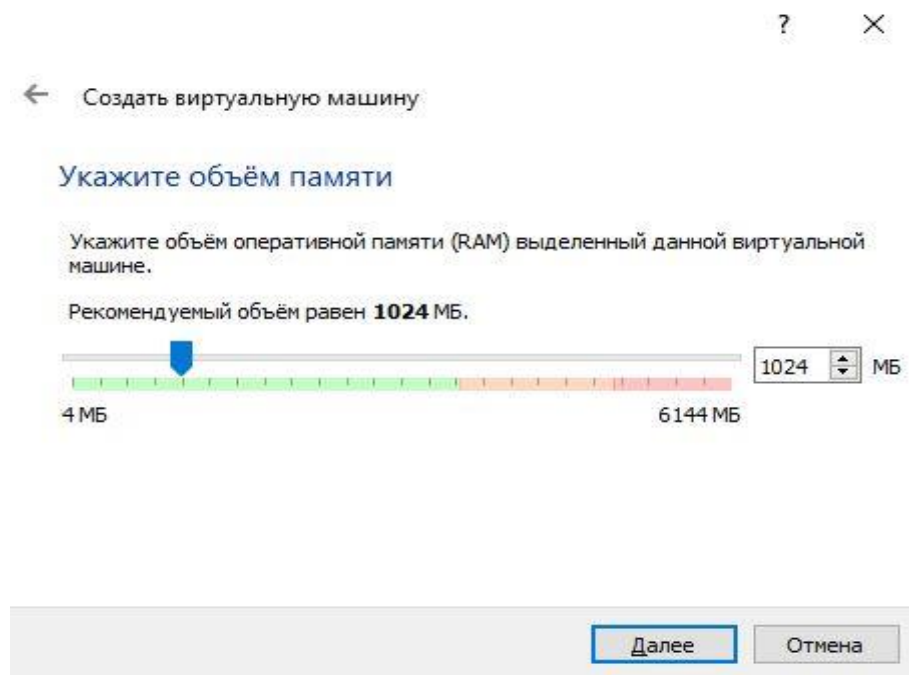 ?
Создать виртуальную машину
Укажите объём памяти
Укажите объём оперативной памяти (RAM) выделенный данной виртуальной
машине.
Рекомендуемый объём равен 1024 МБ.
1024 МБ
4 МБ 6144 МБ
Далее Отмена